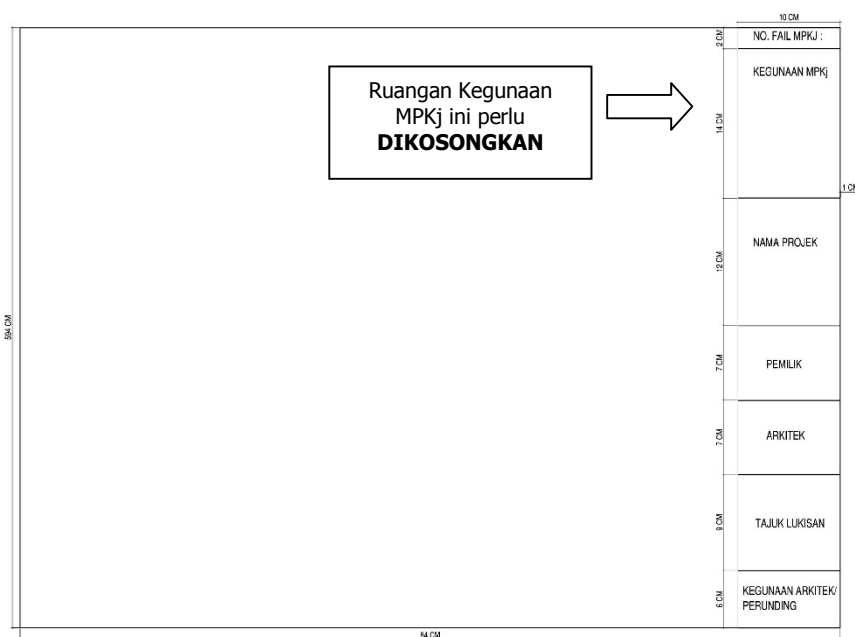 10 CM
2 CM
NO. FAIL MPKJ :
KEGUNAAN MPKj
Ruangan Kegunaan
MPKj ini perlu
DIKOSONGKAN
14 CM
1 CM
NAMA PROJEK
12 CM
594 CM
7 CM
PEMILIK
7 CM
ARKITEK
9 CM
TAJUK LUKISAN
6 CM
KEGUNAAN ARKITEK/
PERUNDING
84 CM